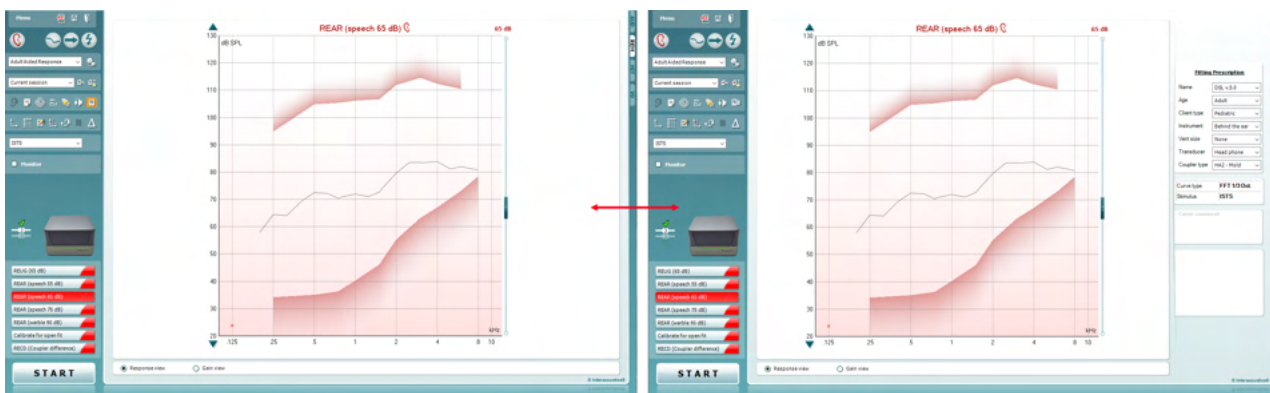 Menu
Adult Aided Response
Current session
ISTS
Monitor
REUG (65 dB)
REAR (speech 55 dB)
REAR (speech 65 dB)
REAR (speech 75 dB)
REAR (warble 90 dB)
Calibrate for open fit
RECD (Coupler difference)
START
REAR (speech 65 dB)
65 dB
dB SPL
130
120
110
100
90
80
70
60
50
40
30
20
.125
.25
.5
1
2
4
8
10
kHz
Response view
Gain view
© Interacoustics®
Menu
Adult Aided Response
Current session
ISTS
Monitor
REUG (65 dB)
REAR (speech 55 dB)
REAR (speech 65 dB)
REAR (speech 75 dB)
REAR (warble 90 dB)
Calibrate for open fit
RECD (Coupler difference)
START
REAR (speech 65 dB)
65 dB
dB SPL
130
120
110
100
90
80
70
60
50
40
30
20
.125
.25
.5
1
2
4
8
10
kHz
Response view
Gain view
Fitting Prescription
Name DSL v.5.0
Age Adult
Client type Pediatric
Instrument Behind the ear
Vent size None
Transducer Head phone
Coupler type HA2 - Mold
Curve type FFT 1/3 Oct
Stimulus ISTS
Curve comment
© Interacoustics®